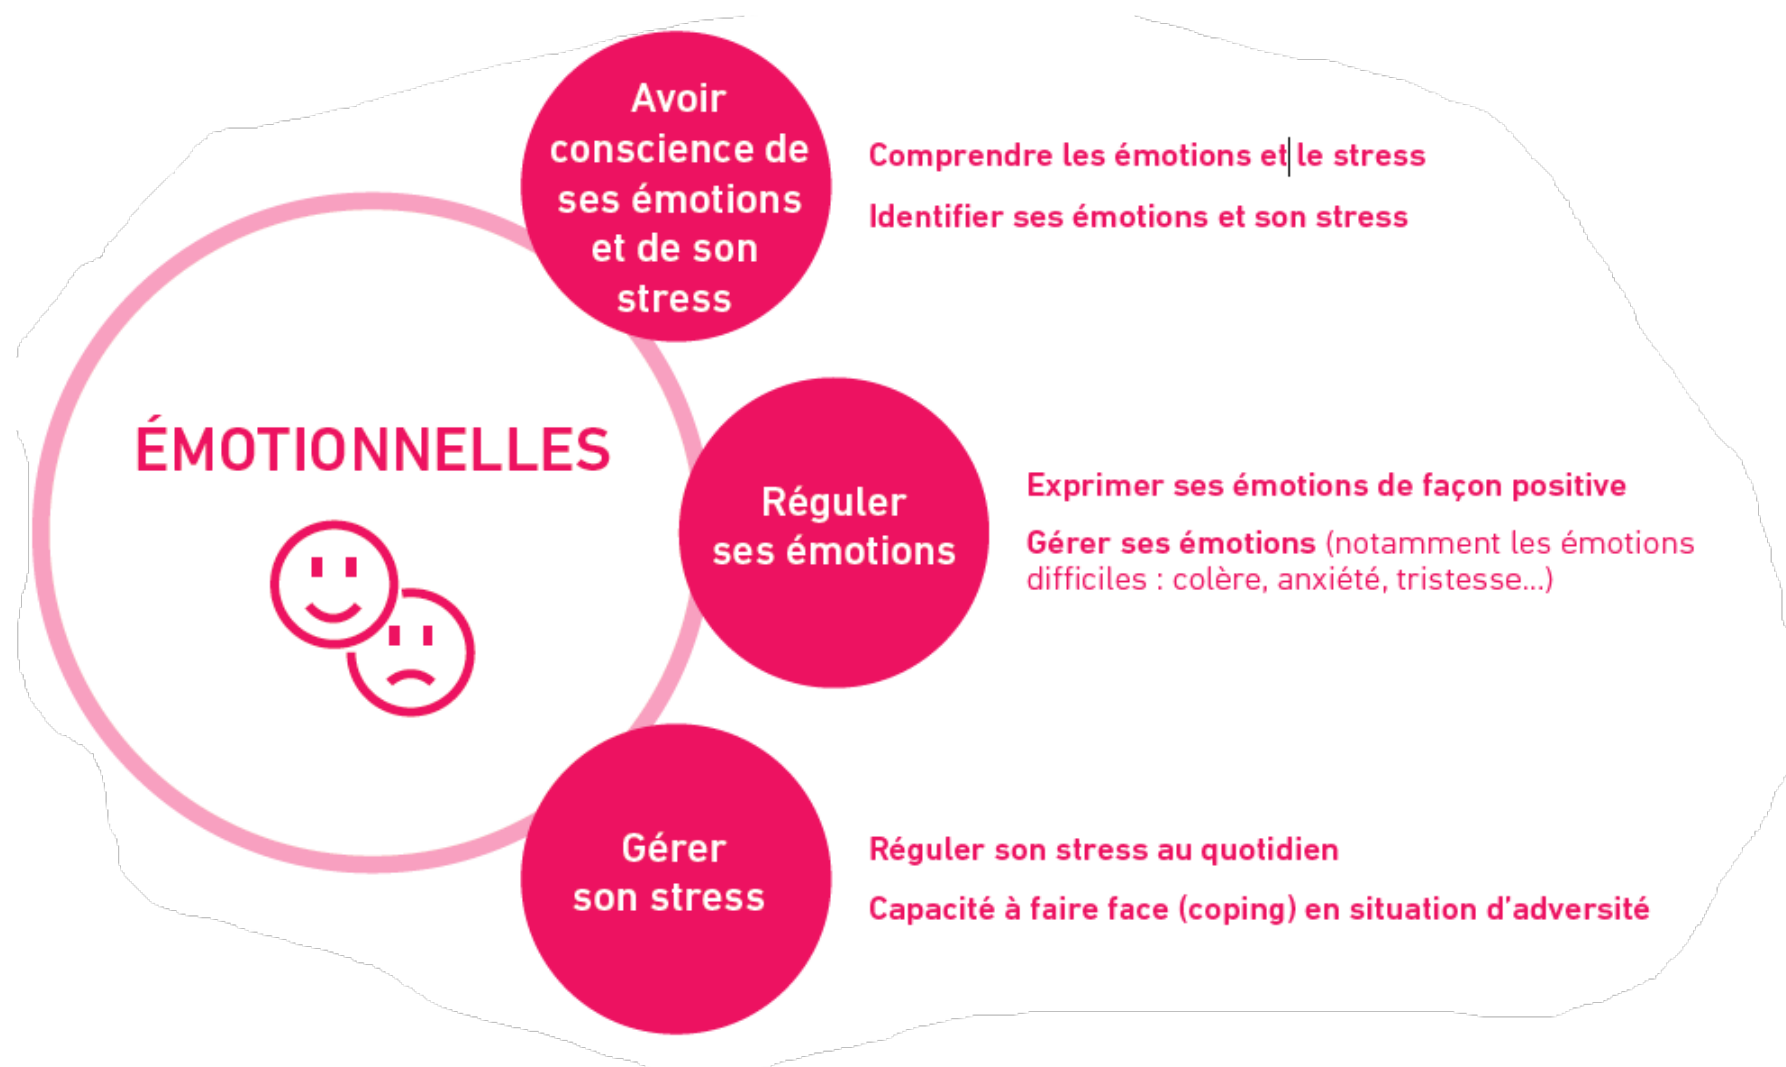 Avoir
conscience de
ses émotions
et de son
stress
Comprendre les émotions et le stress
Identifier ses émotions et son stress
ÉMOTIONNELLES
Réguler
ses émotions
Exprimer ses émotions de façon positive
Gérer ses émotions (notamment les émotions
difficiles : colère, anxiété, tristesse...)
Gérer
son stress
Réguler son stress au quotidien
Capacité à faire face (coping) en situation d’adversité